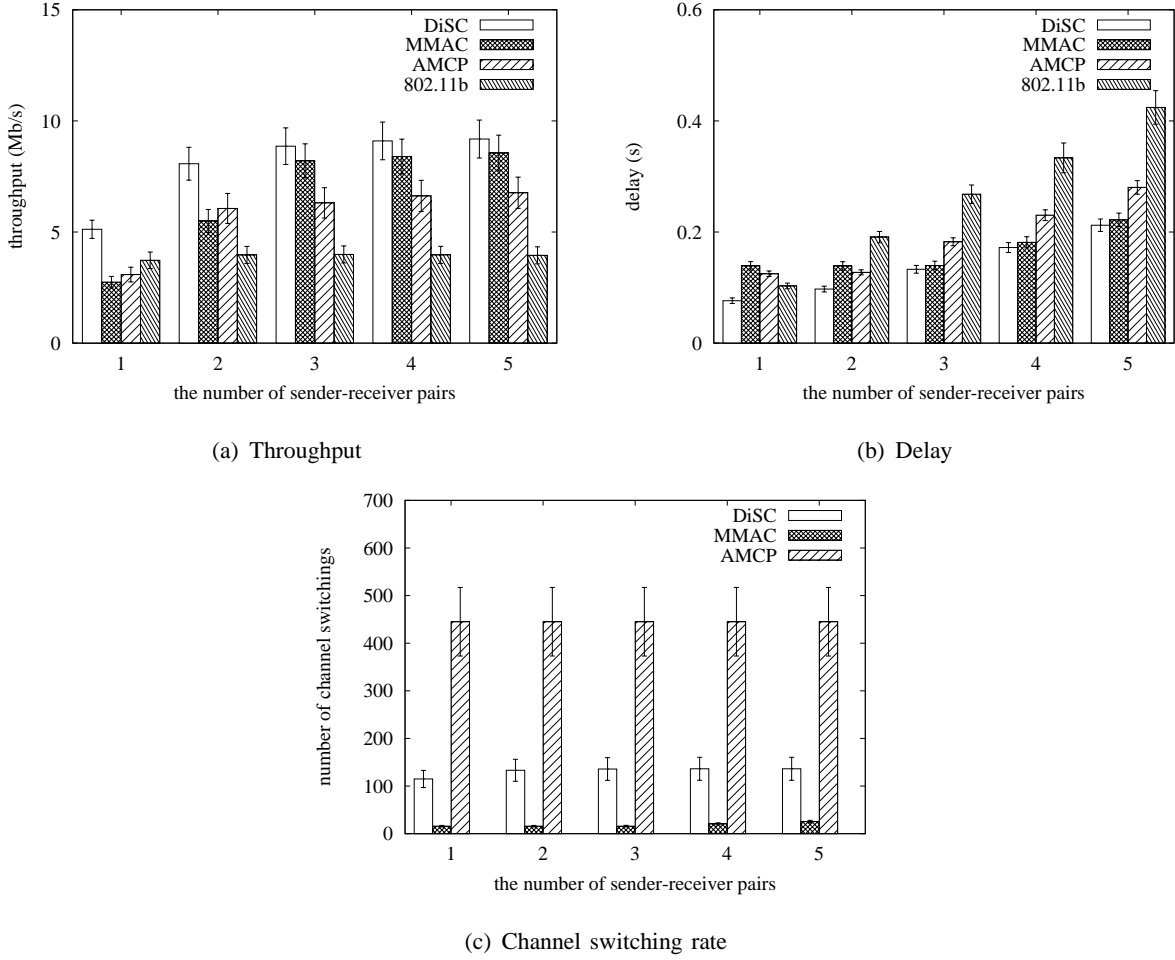 throughput (Mb/s)
15
10
5
0
DiSC
MMAC
AMCP
802.11b
1 2 3 4 5
the number of sender-receiver pairs
(a) Throughput
delay (s)
0.6
0.4
0.2
0
DiSC
MMAC
AMCP
802.11b
1 2 3 4 5
the number of sender-receiver pairs
(b) Delay
number of channel switchings
700
600
500
400
300
200
100
0
DiSC
MMAC
AMCP
1 2 3 4 5
the number of sender-receiver pairs
(c) Channel switching rate